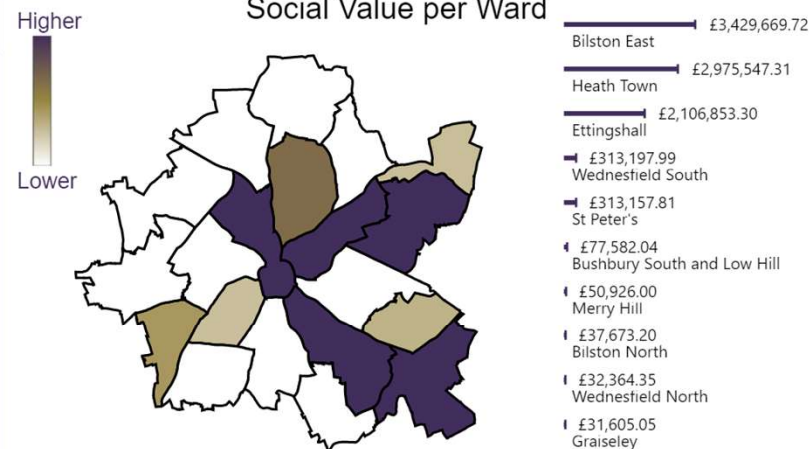 Social Value per Ward
Higher
Lower
£3,429,669.72
Bilston East
£2,975,547.31
Heath Town
£2,106,853.30
Ettingshall
£313,197.99
Wednesfield South
£313,157.81
St Peter's
£77,582.04
Bushbury South and Low Hill
£50,926.00
Merry Hill
£37,673.20
Bilston North
£32,364.35
Wednesfield North
£31,605.05
Graiseley